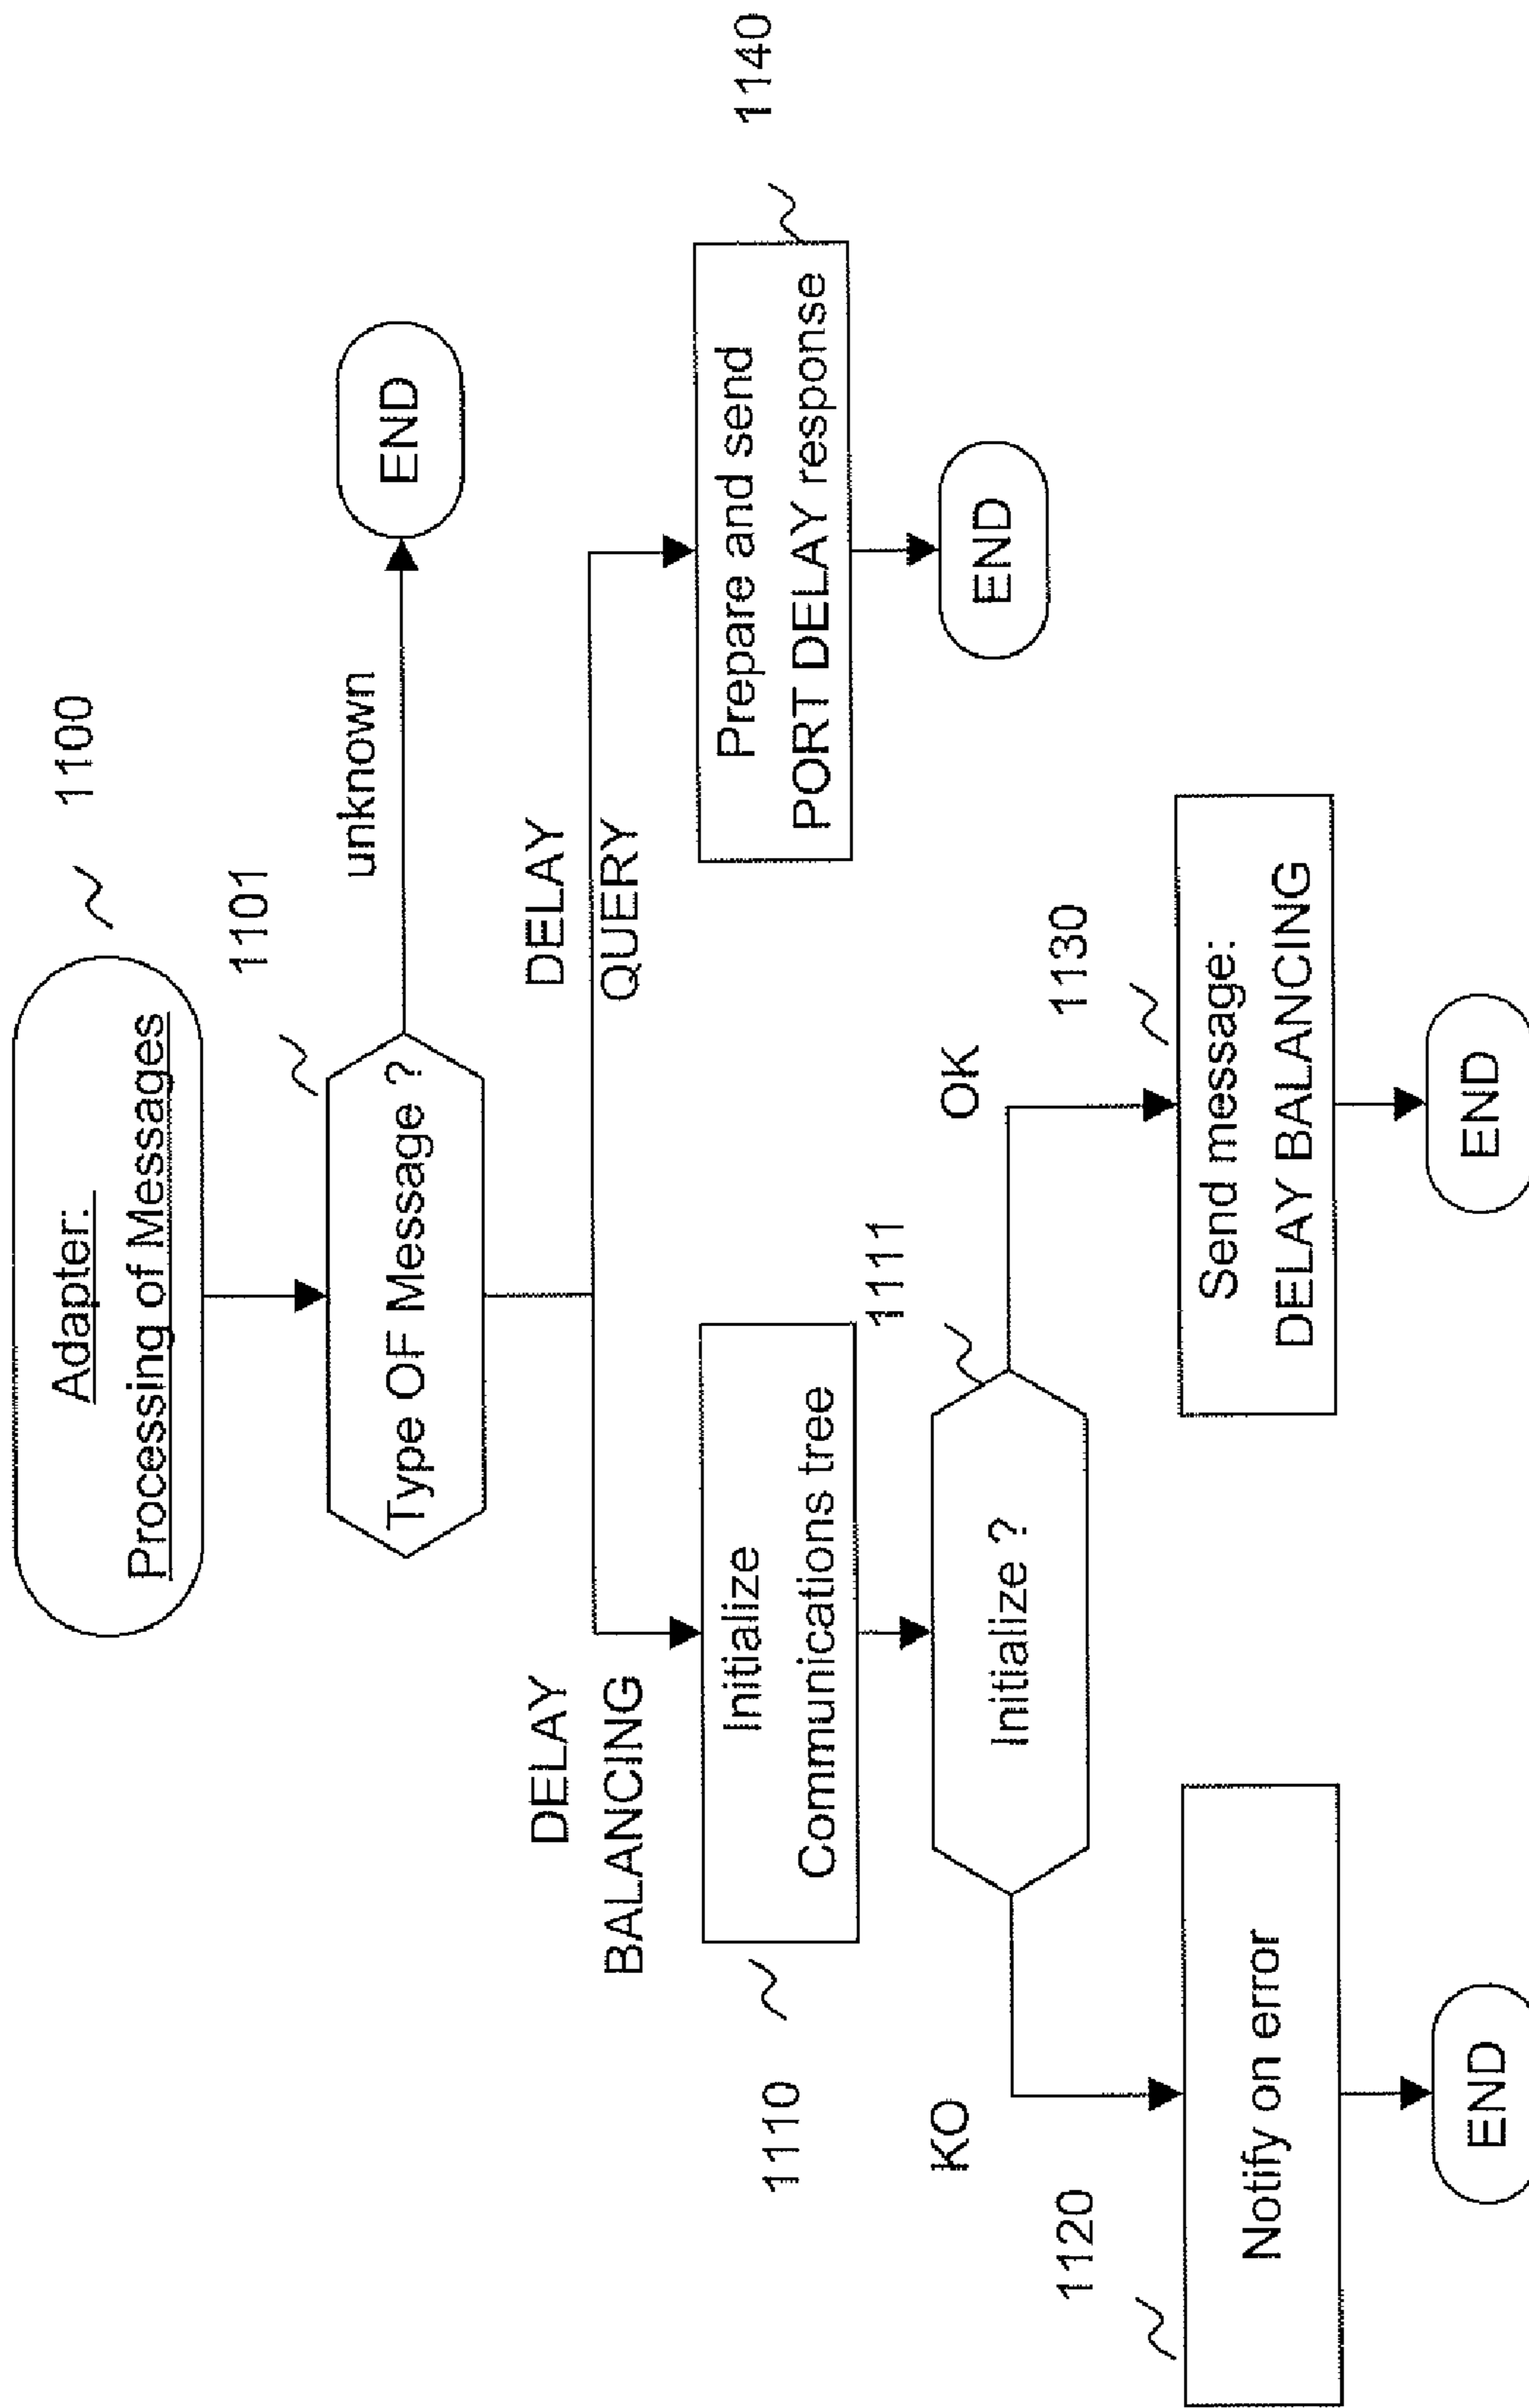 Adapter:
Processing of Messages
1100
Type OF Message ?
1101
unknown
END
DELAY
BALANCING
DELAY
QUERY
1110
Initialize
Communications tree
Prepare and send
PORT DELAY response
1140
END
Initialize ?
1111
KO
OK
1120
Notify on error
END
1130
Send message:
DELAY BALANCING
END